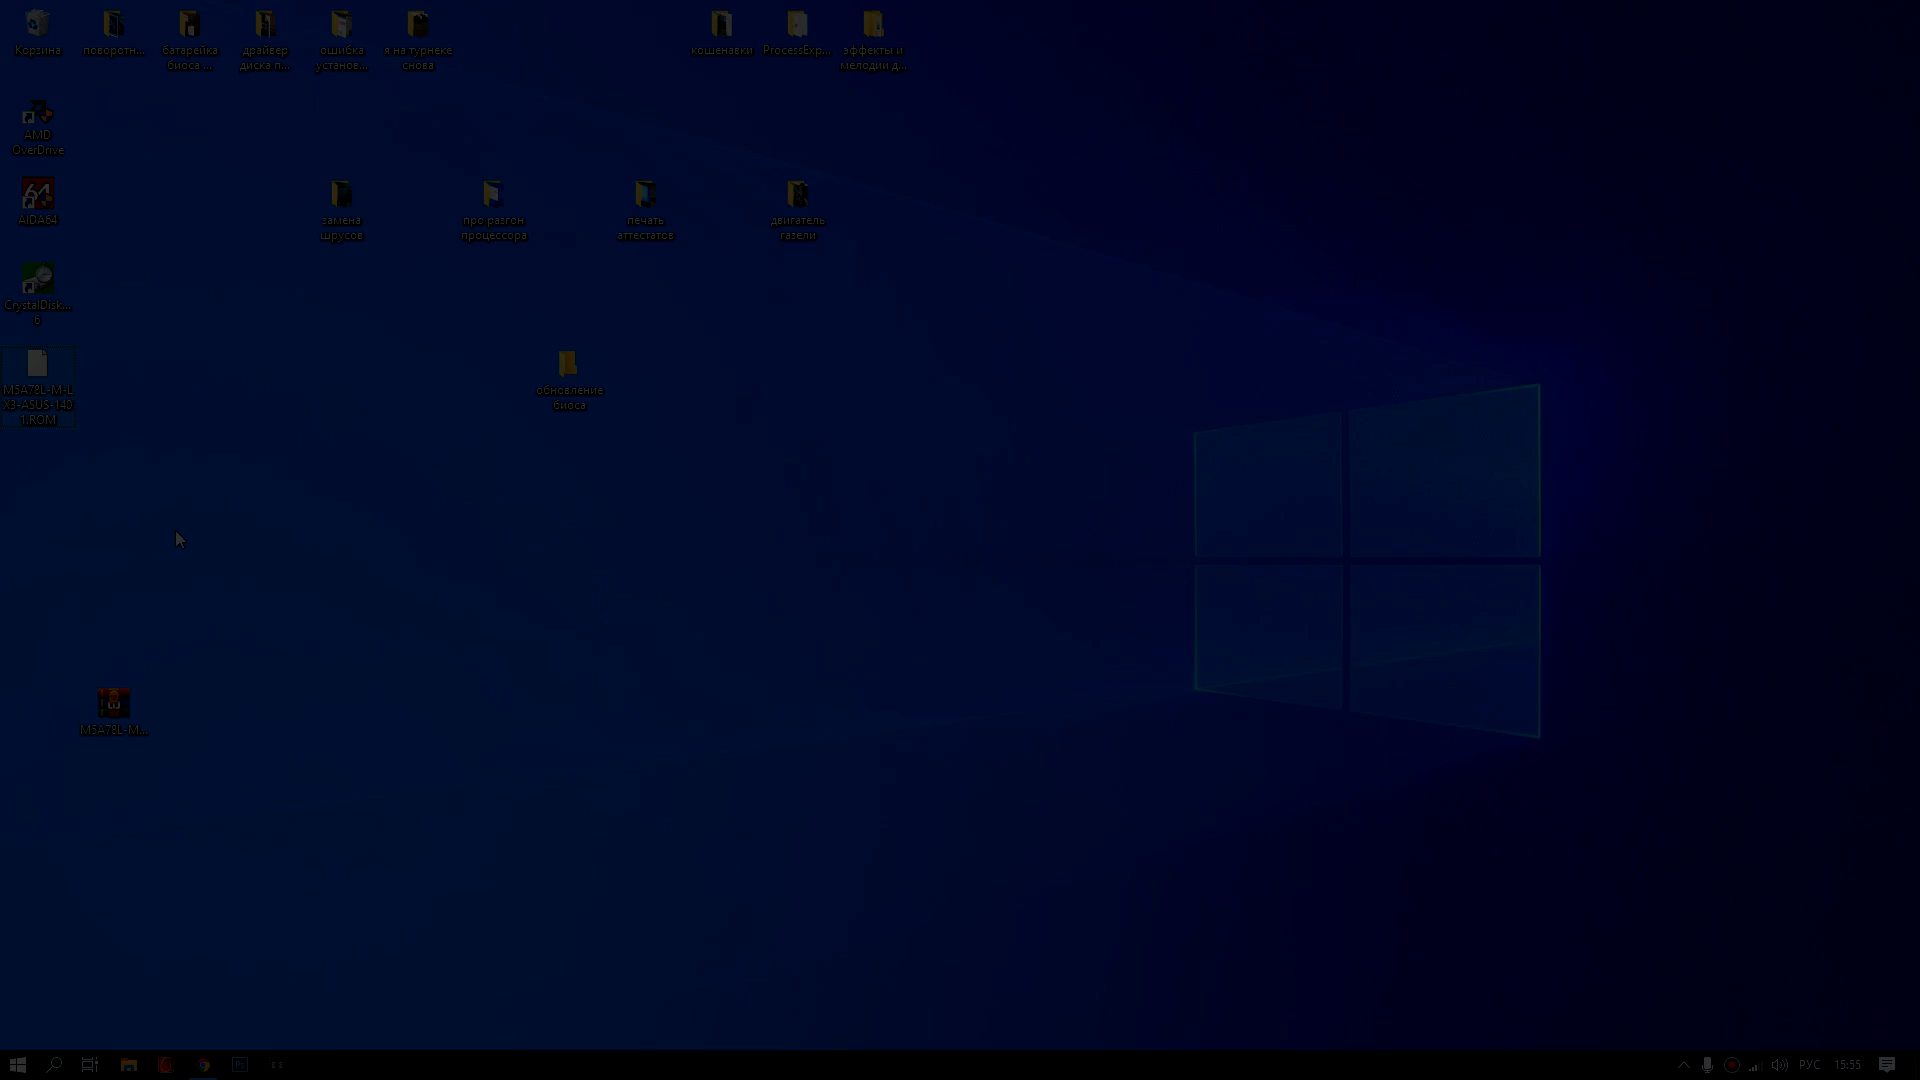 Корзина
поворотн...
батарейка
биоса ...
драйвер
диска п...
ошибка
установ...
я на турнеке
снова
кошенавки
ProcessExp...
эффекты и
мелодии д...
AMD
OverDrive
64
AIDA64
замена
шрусов
про разгон
процессора
печать
аттестатов
двигатель
газели
CrystalDisk...
6
M5A78L-M-L
X3-ASUS-140
1.ROM
обновление
биоса
M5A78L-M...
РУС
15:55